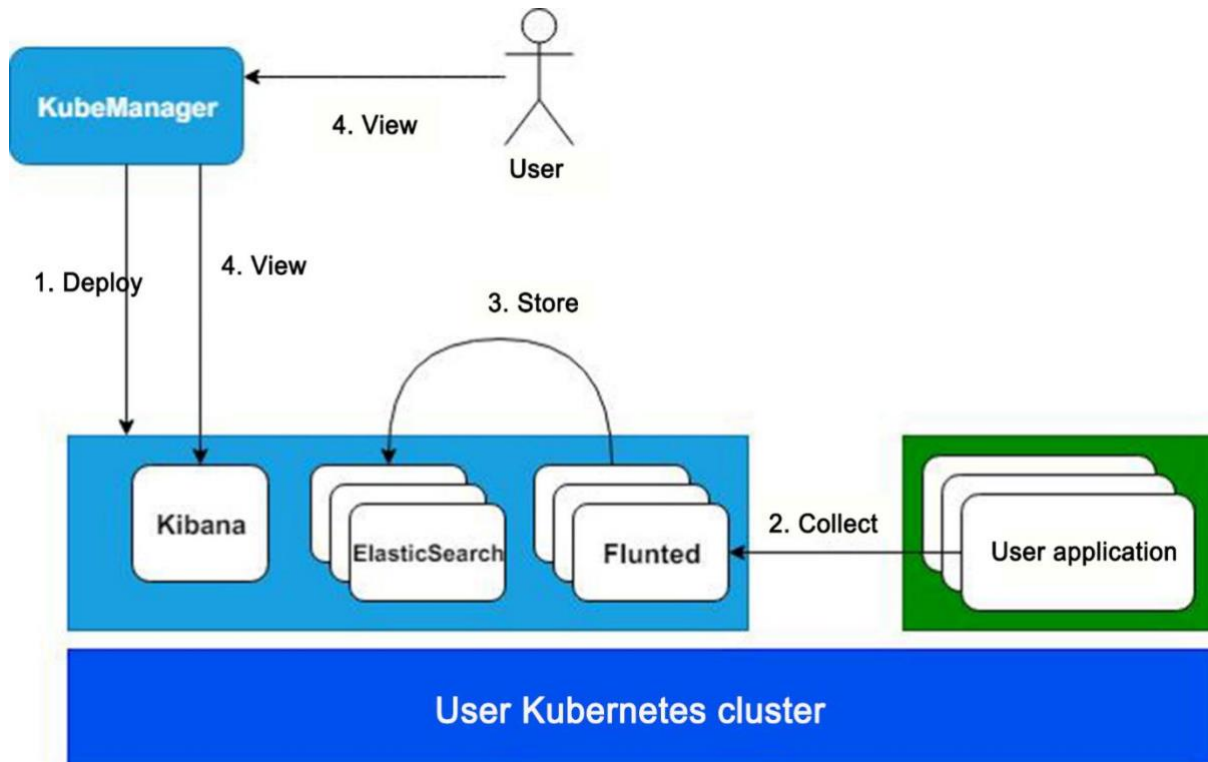 KubeManager
4. View
User
1. Deploy
4. View
3. Store
Kibana
ElasticSearch
Flunted
2. Collect
User application
User Kubernetes cluster